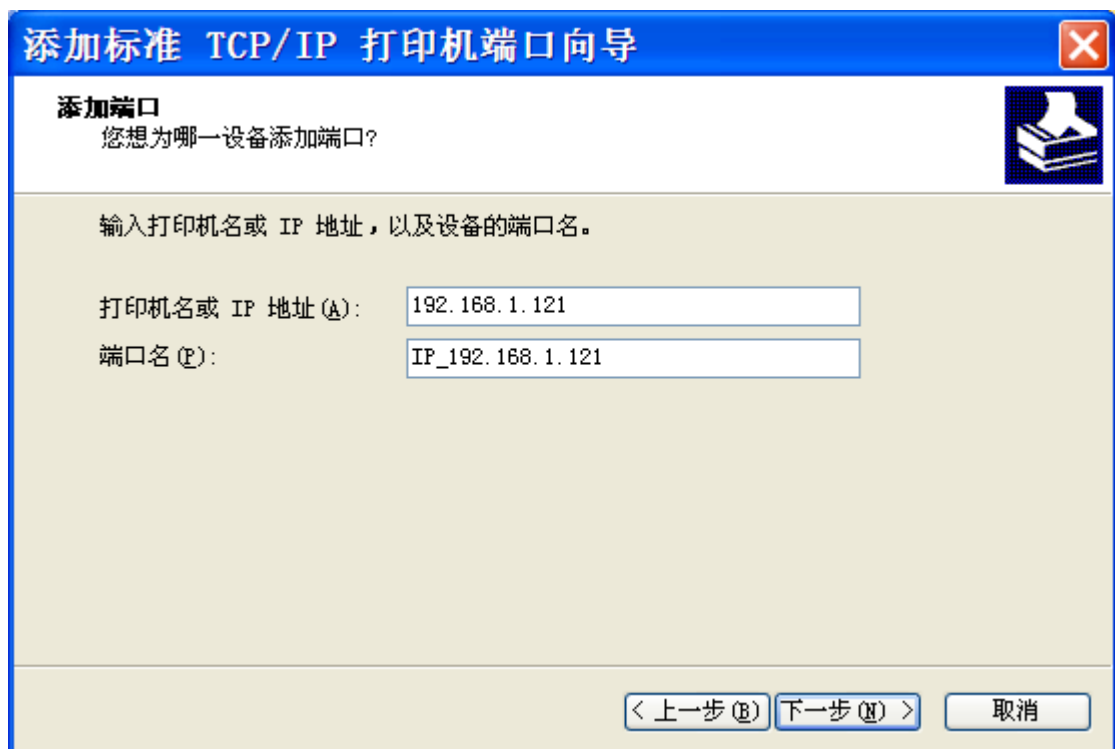 添加标准 TCP/IP 打印机端口向导
添加端口
您想为哪一设备添加端口?
输入打印机名或 IP 地址，以及设备的端口名。
打印机名或 IP 地址(A): 192.168.1.121
端口名(P): IP_192.168.1.121
< 上一步(B) 下一步(N) > 取消